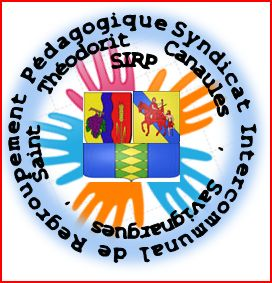 Syndicat Intercommunal de Regroupement Pédagogique
SIRP
Saint Théodorit
Canaules
,
Savignargues
,